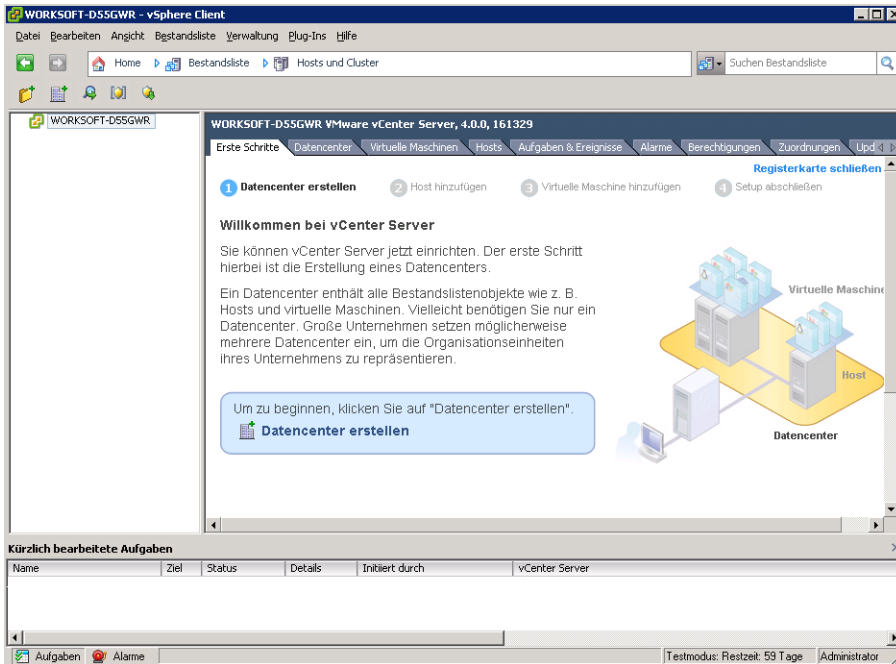 WORKSOFT-D55GWR - vSphere Client
Datei Bearbeiten Ansicht Bestandsliste Verwaltung Plug-Ins Hilfe
Home Bestandsliste Hosts und Cluster Suchen Bestandsliste
WORKSOFT-D55GWR
WORKSOFT-D55GWR VMware vCenter Server, 4.0.0, 161329
Erste Schritte Datencenter Virtuelle Maschinen Hosts Aufgaben & Ereignisse Alarme Berechtigungen Zuordnungen Upd
Registerkarte schließen
1 Datencenter erstellen 2 Host hinzufügen 3 Virtuelle Maschine hinzufügen 4 Setup abschließen
Willkommen bei vCenter Server
Sie können vCenter Server jetzt einrichten. Der erste Schritt
hierbei ist die Erstellung eines Datencenters.
Ein Datencenter enthält alle Bestandslistenobjekte wie z. B.
Hosts und virtuelle Maschinen. Vielleicht benötigen Sie nur ein
Datencenter. Große Unternehmen setzen möglicherweise
mehrere Datencenter ein, um die Organisationseinheiten
ihres Unternehmens zu repräsentieren.
Um zu beginnen, klicken Sie auf "Datencenter erstellen".
Datencenter erstellen
Virtuelle Maschine
Host
Datencenter
Kürzlich bearbeitete Aufgaben
Name Ziel Status Details Initiiert durch vCenter Server
Aufgaben Alarme Testmodus: Restzeit: 59 Tage Administrator